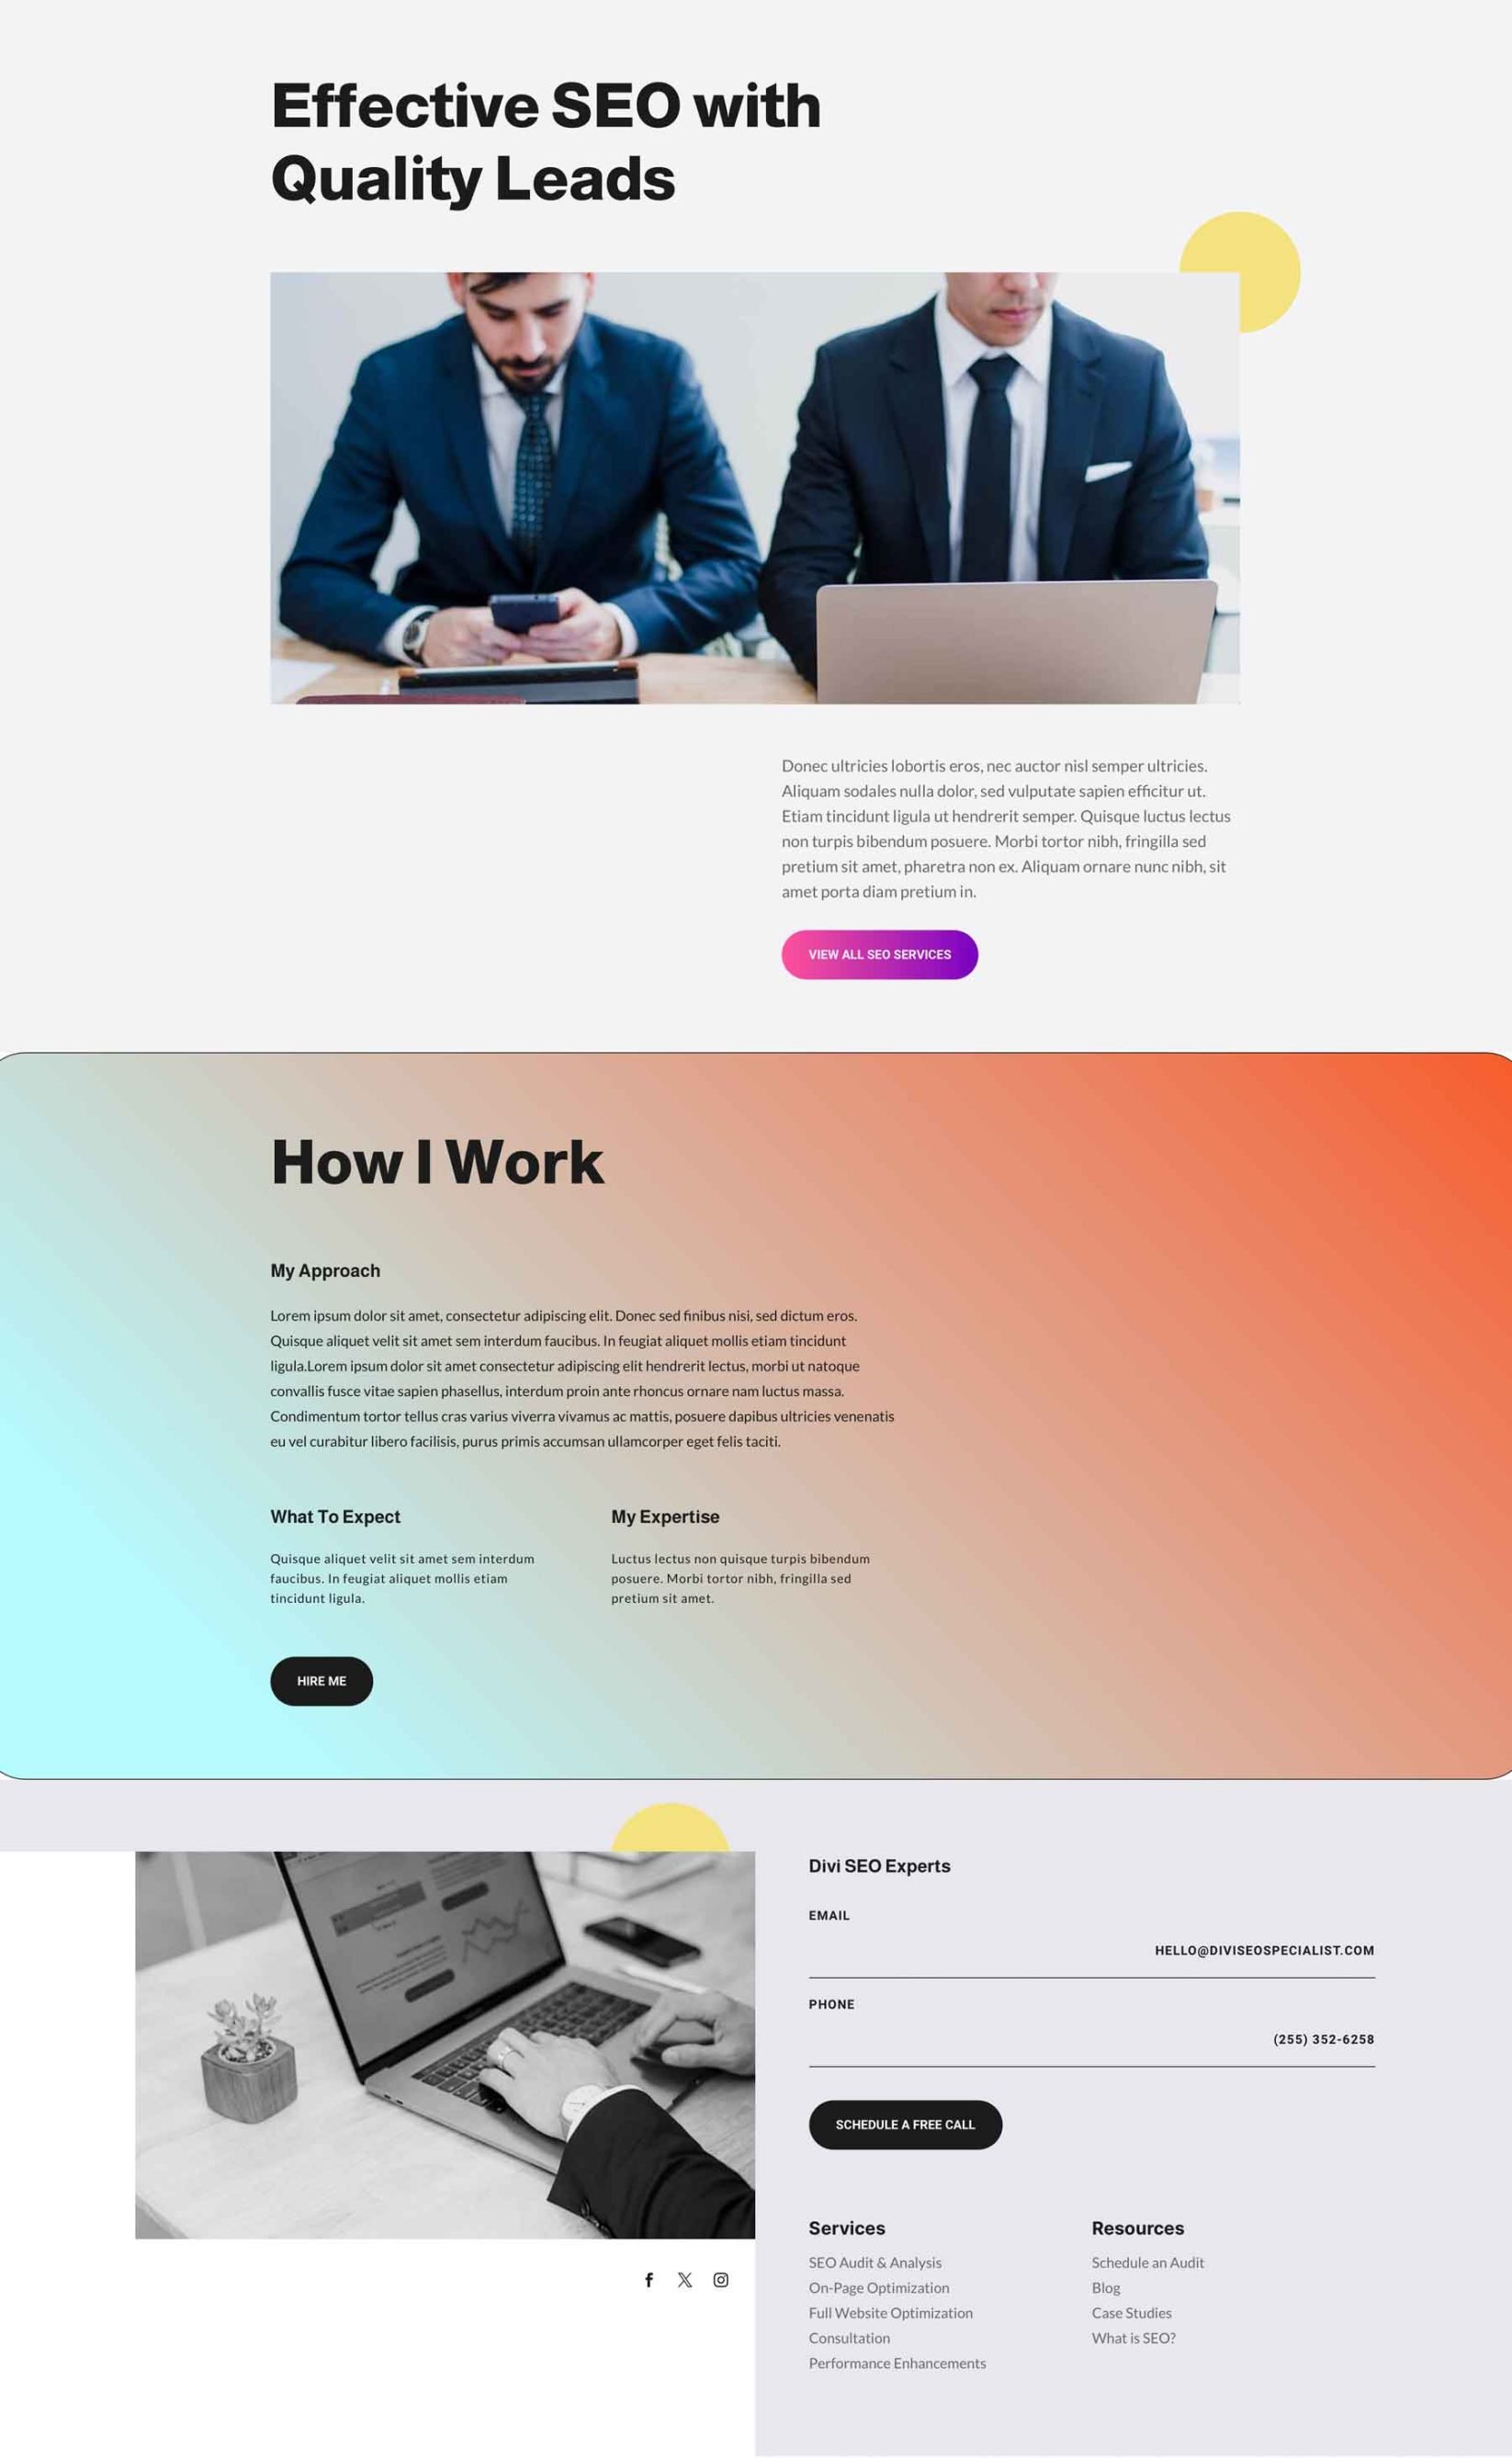 Effective SEO with
Quality Leads
Donec ultricies lobortis eros, nec auctor nisl semper ultricies.
Aliquam sodales nulla dolor, sed vulputate sapien efficitur ut.
Etiam tincidunt ligula ut hendrerit semper. Quisque luctus lectus
non turpis bibendum posuere. Morbi tortor nibh, fringilla sed
pretium sit amet, pharetra non ex. Aliquam ornare nunc nibh, sit
amet porta diam pretium in.
VIEW ALL SEO SERVICES
How I Work
My Approach
Lorem ipsum dolor sit amet, consectetur adipiscing elit. Donec sed finibus nisi, sed dictum eros.
Quisque aliquet velit sit amet sem interdum faucibus. In feugiat aliquet mollis etiam tincidunt
ligula.Lorem ipsum dolor sit amet consectetur adipiscing elit hendrerit lectus, morbi ut natoque
convallis fusce vitae sapien phasellus, interdum proin ante rhoncus ornare nam luctus massa.
Condimentum tortor tellus cras varius viverra vivamus ac mattis, posuere dapibus ultricies venenatis
eu vel curabitur libero facilisis, purus primis accumsan ullamcorper eget felis taciti.
What To Expect
Quisque aliquet velit sit amet sem interdum
faucibus. In feugiat aliquet mollis etiam
tincidunt ligula.
My Expertise
Luctus lectus non quisque turpis bibendum
posuere. Morbi tortor nibh, fringilla sed
pretium sit amet.
HIRE ME
Divi SEO Experts
EMAIL
HELLO@DIVISEOSPECIALIST.COM
PHONE
(255) 352-6258
SCHEDULE A FREE CALL
Services
SEO Audit & Analysis
On-Page Optimization
Full Website Optimization
Consultation
Performance Enhancements
Resources
Schedule an Audit
Blog
Case Studies
What is SEO?